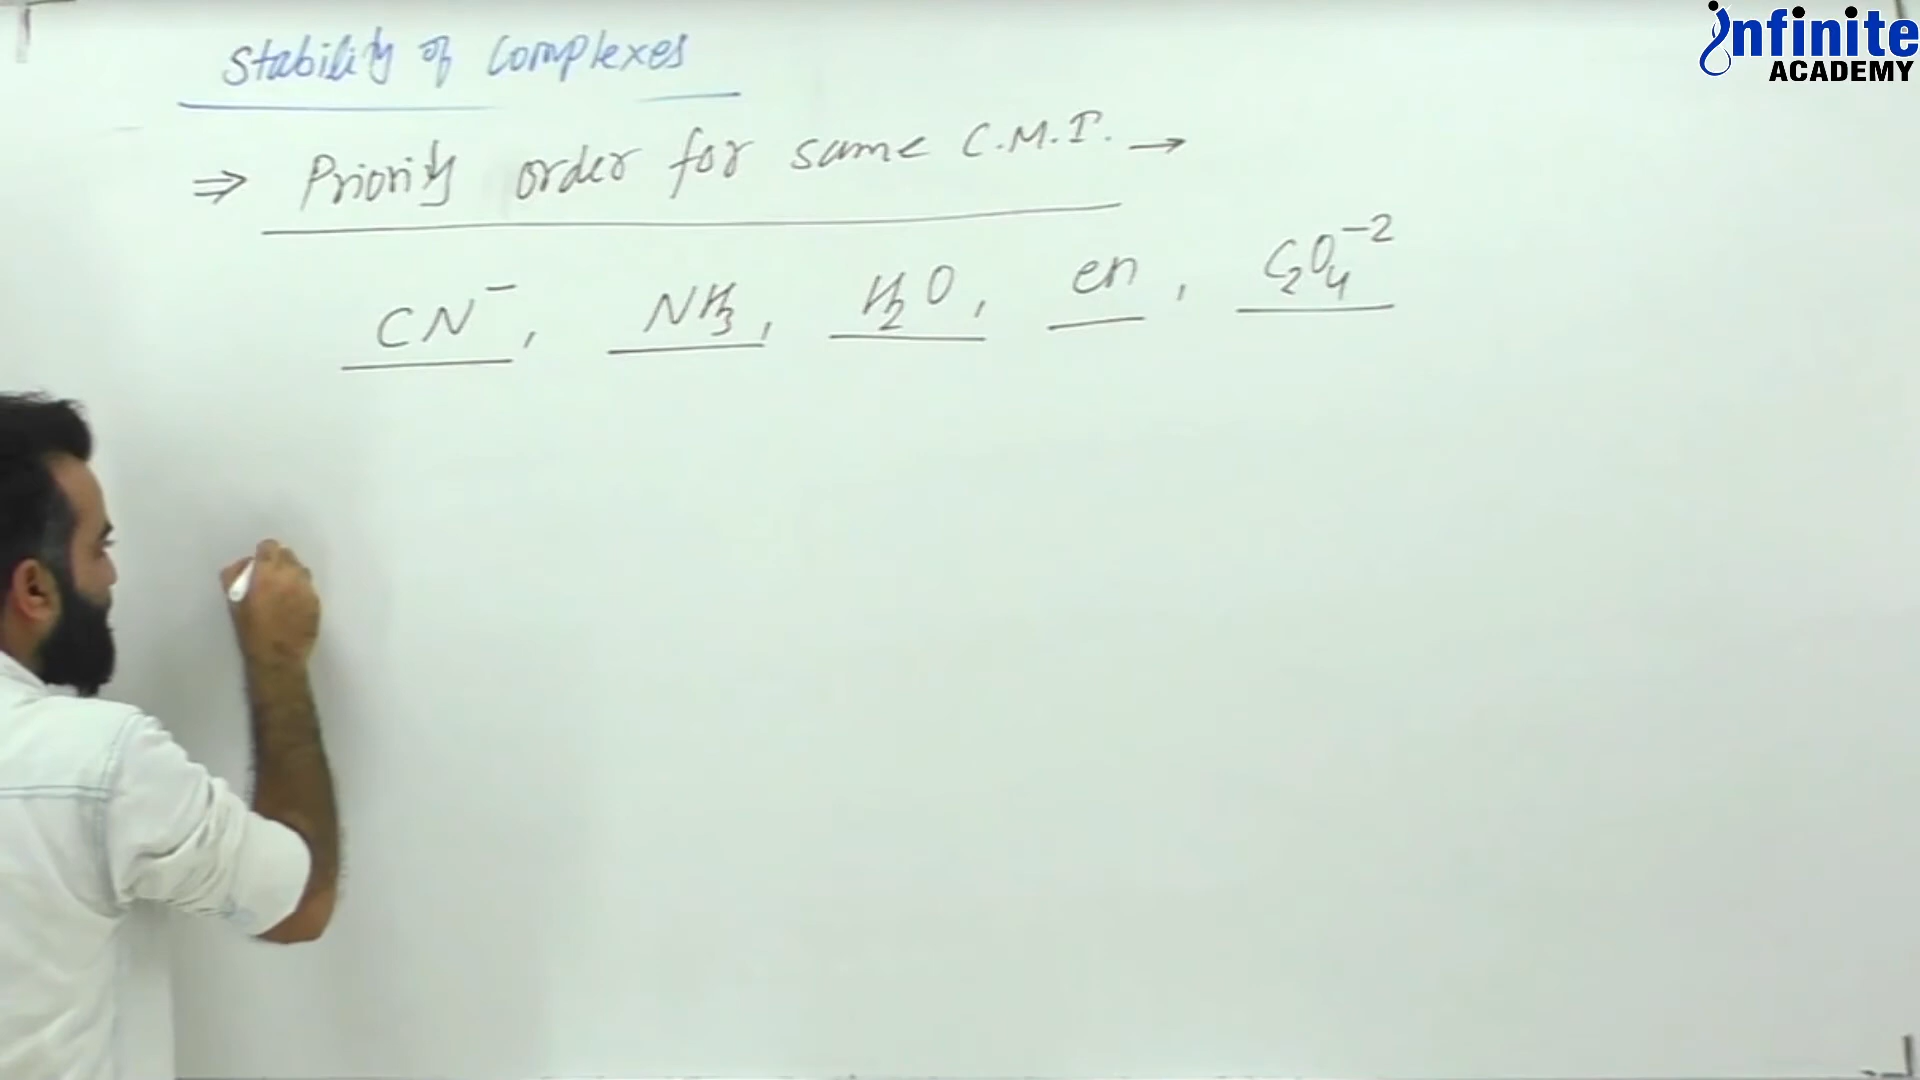 infinite
ACADEMY
Stability of Complexes
⇒ Priority order for same C.M.I. →
CN⁻, NH₃, H₂O, en, C₂O₄⁻²